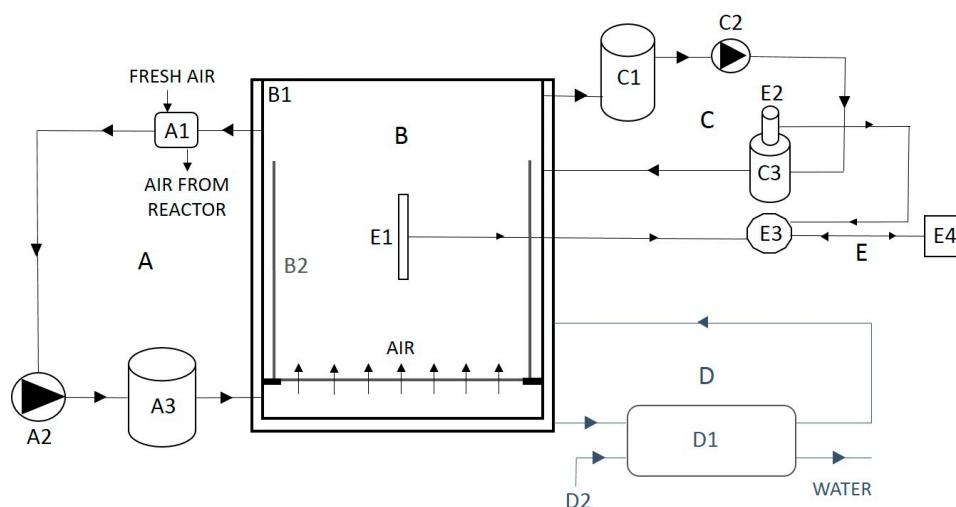 C2
FRESH AIR
B1
C1
E2
A1
B
C
AIR FROM
REACTOR
C3
E1
E3
E4
A
B2
E
AIR
D
A3
A2
D1
D2
WATER